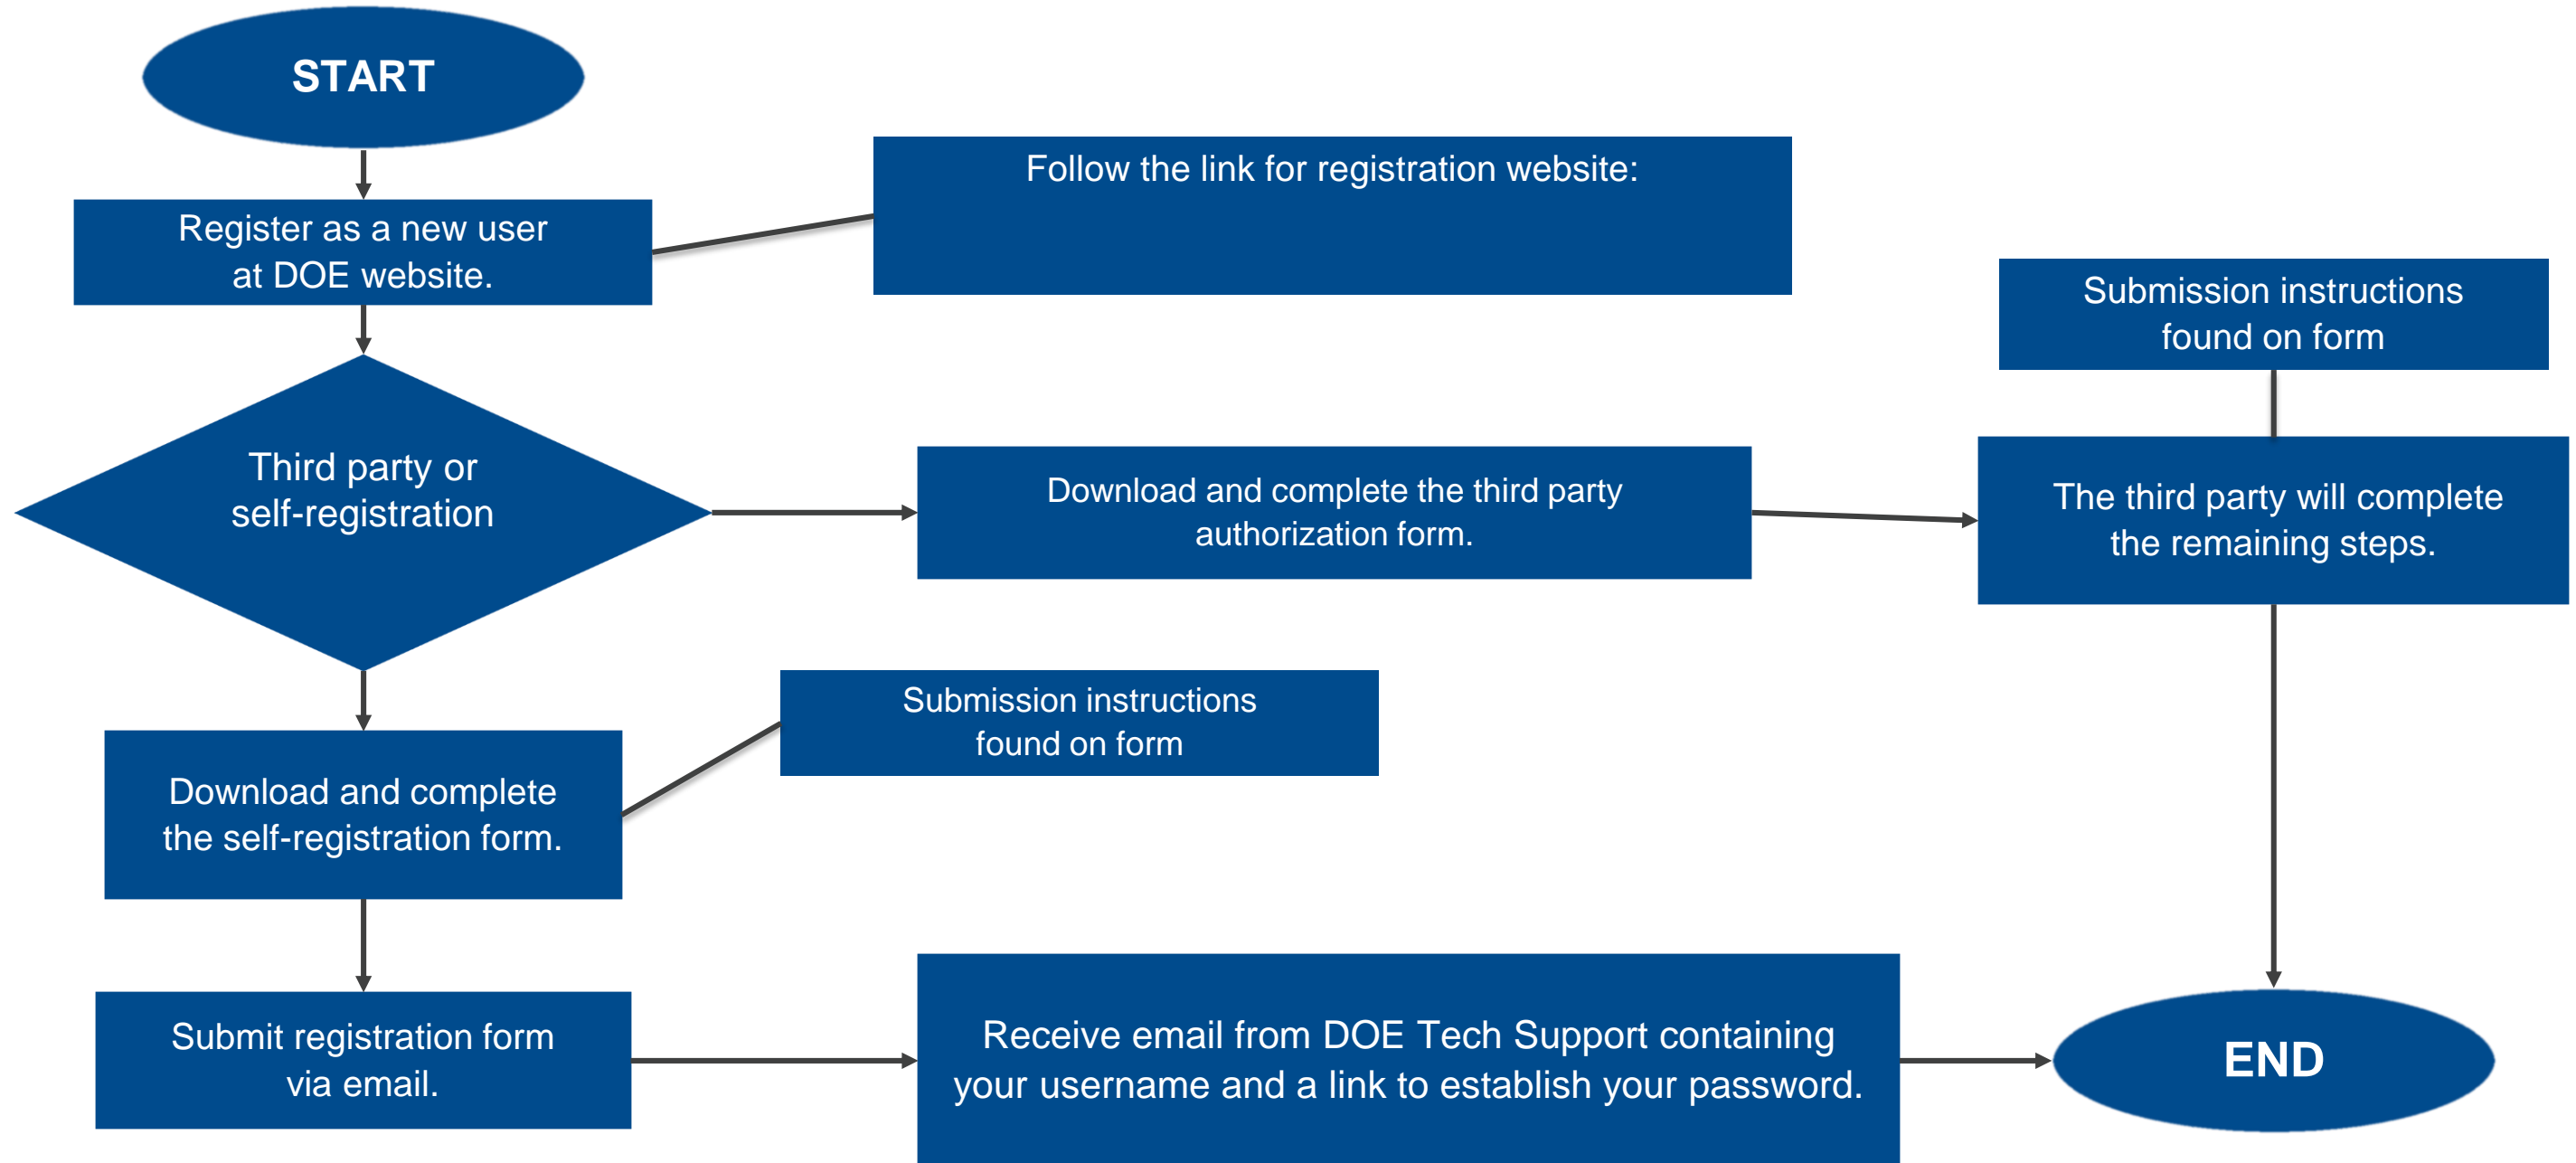 START
Follow the link for registration website:
Register as a new user
at DOE website.
Submission instructions
found on form
Third party or
self-registration
Download and complete the third party
authorization form.
The third party will complete
the remaining steps.
Submission instructions
found on form
Download and complete
the self-registration form.
Submit registration form
via email.
Receive email from DOE Tech Support containing
your username and a link to establish your password.
END